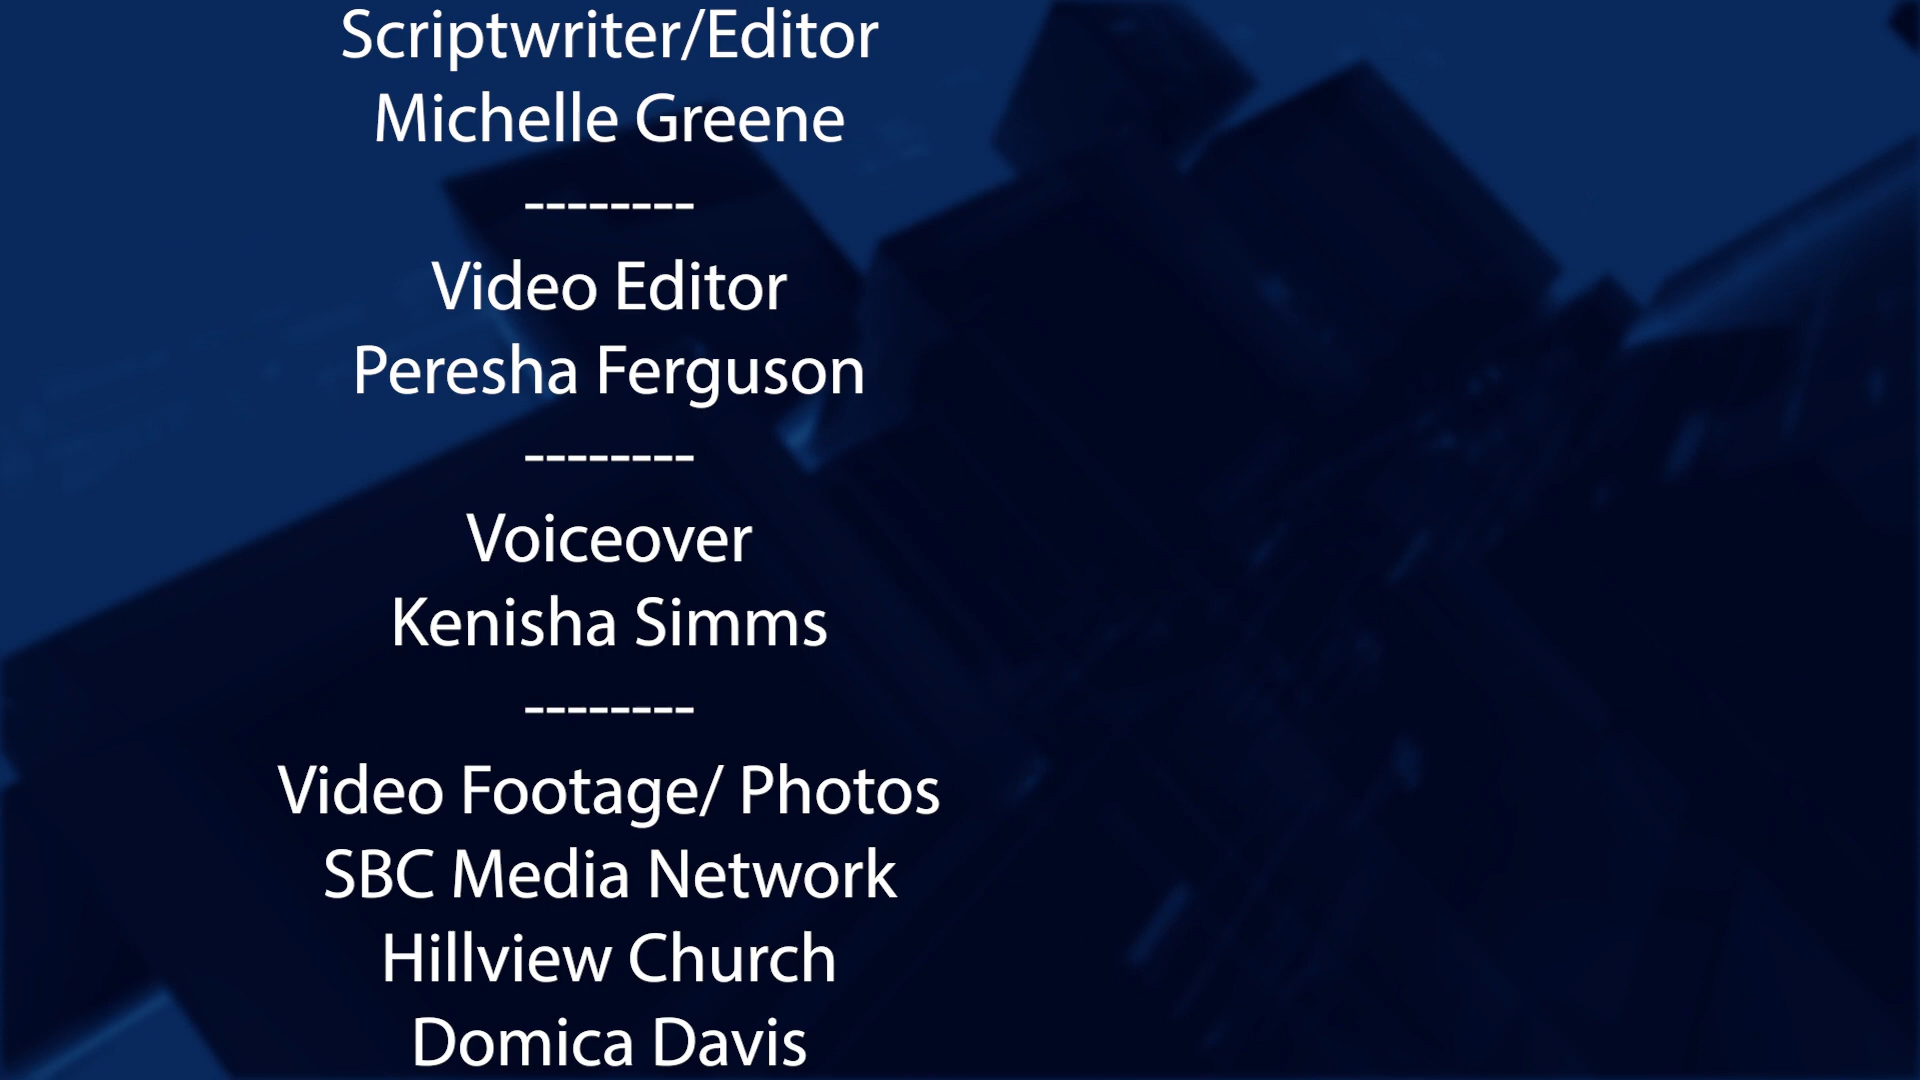 Scriptwriter/Editor
Michelle Greene
--------
Video Editor
Peresha Ferguson
--------
Voiceover
Kenisha Simms
--------
Video Footage/ Photos
SBC Media Network
Hillview Church
Domica Davis